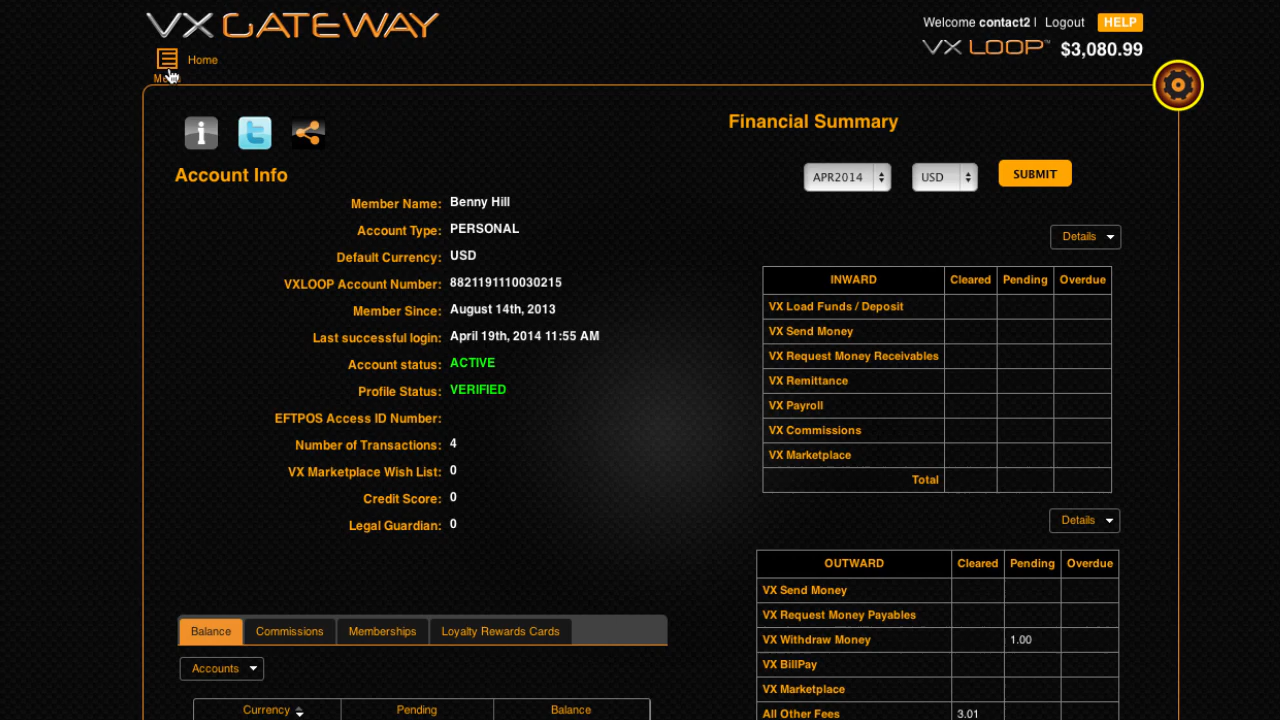 VX GATEWAY
Welcome contact2 | Logout HELP
VX LOOP™ $3,080.99
Home
Financial Summary
APR2014 USD SUBMIT
Account Info
Member Name: Benny Hill
Account Type: PERSONAL
Default Currency: USD
VXLOOP Account Number: 8821191110030215
Member Since: August 14th, 2013
Last successful login: April 19th, 2014 11:55 AM
Account status: ACTIVE
Profile Status: VERIFIED
EFTPOS Access ID Number:
Number of Transactions: 4
VX Marketplace Wish List: 0
Credit Score: 0
Legal Guardian: 0
Balance Commissions Memberships Loyalty Rewards Cards
Accounts
Currency Pending Balance
Details
INWARD Cleared Pending Overdue
VX Load Funds / Deposit
VX Send Money
VX Request Money Receivables
VX Remittance
VX Payroll
VX Commissions
VX Marketplace
Total
Details
OUTWARD Cleared Pending Overdue
VX Send Money
VX Request Money Payables
VX Withdraw Money 1.00
VX BillPay
VX Marketplace
All Other Fees 3.01